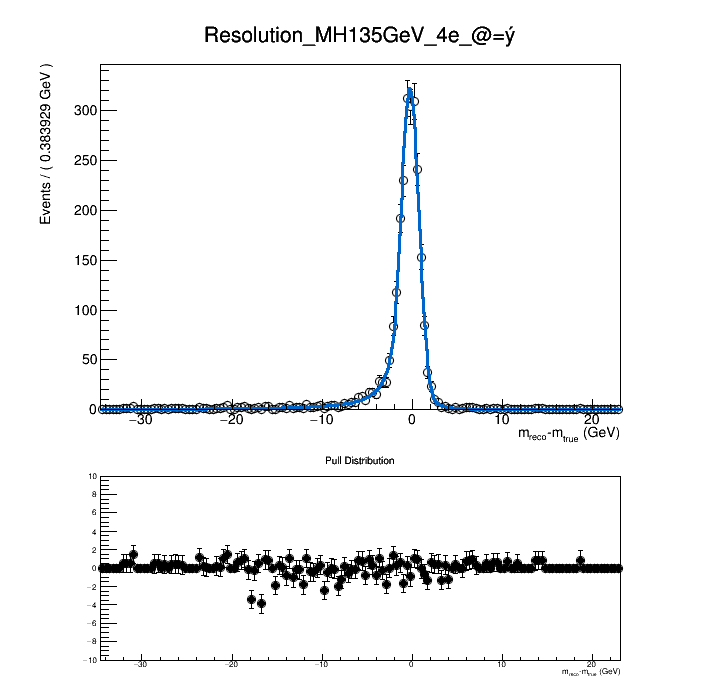 Resolution_MH135GeV_4e_@=ý
Events / ( 0.383929 GeV )
300
250
200
150
100
50
0
−30 −20 −10 0 10 20
m_reco-m_true (GeV)
Pull Distribution
10
8
6
4
2
0
−2
−4
−6
−8
−10
−30 −20 −10 0 10 20
m_reco-m_true (GeV)